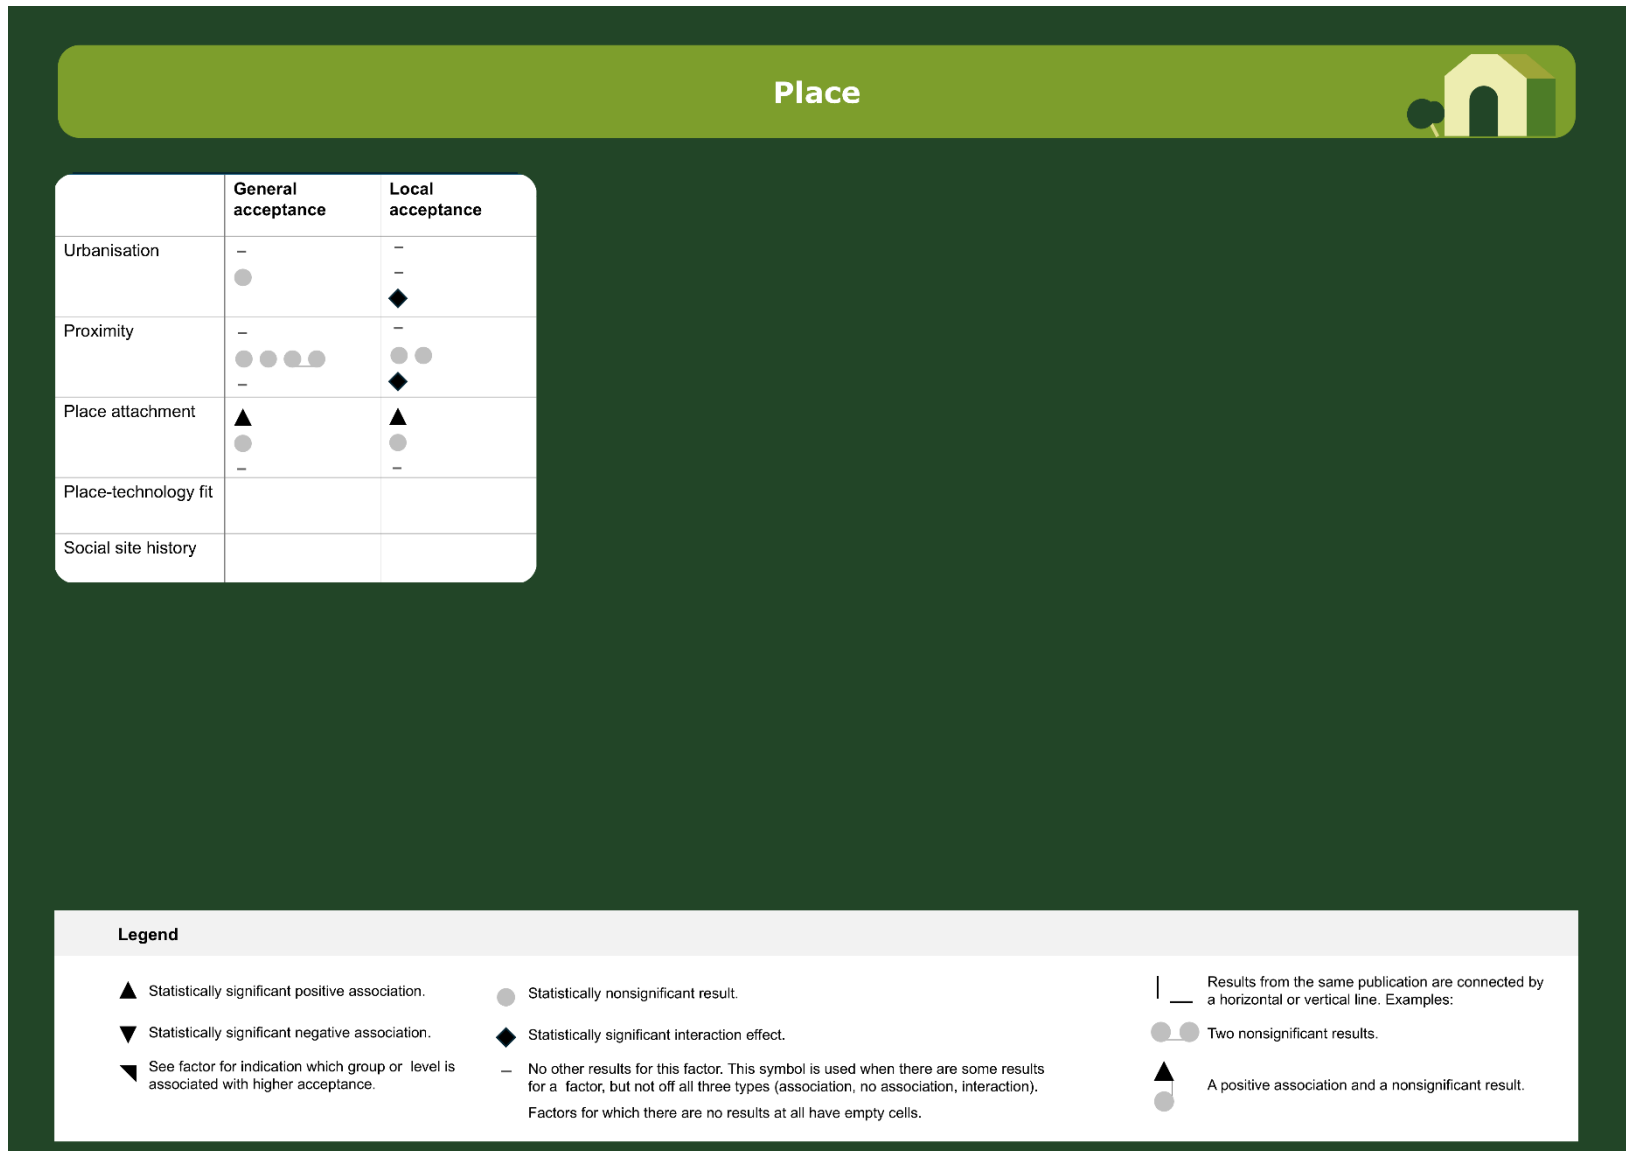 Place
General acceptance
Local acceptance
Urbanisation
–
–
–
Proximity
–
–
–
Place attachment
–
–
Place-technology fit
Social site history
Legend
Statistically significant positive association.
Statistically significant negative association.
See factor for indication which group or level is
associated with higher acceptance.
Statistically nonsignificant result.
Statistically significant interaction effect.
– No other results for this factor. This symbol is used when there are some results
for a factor, but not off all three types (association, no association, interaction).
Factors for which there are no results at all have empty cells.
Results from the same publication are connected by
a horizontal or vertical line. Examples:
Two nonsignificant results.
A positive association and a nonsignificant result.